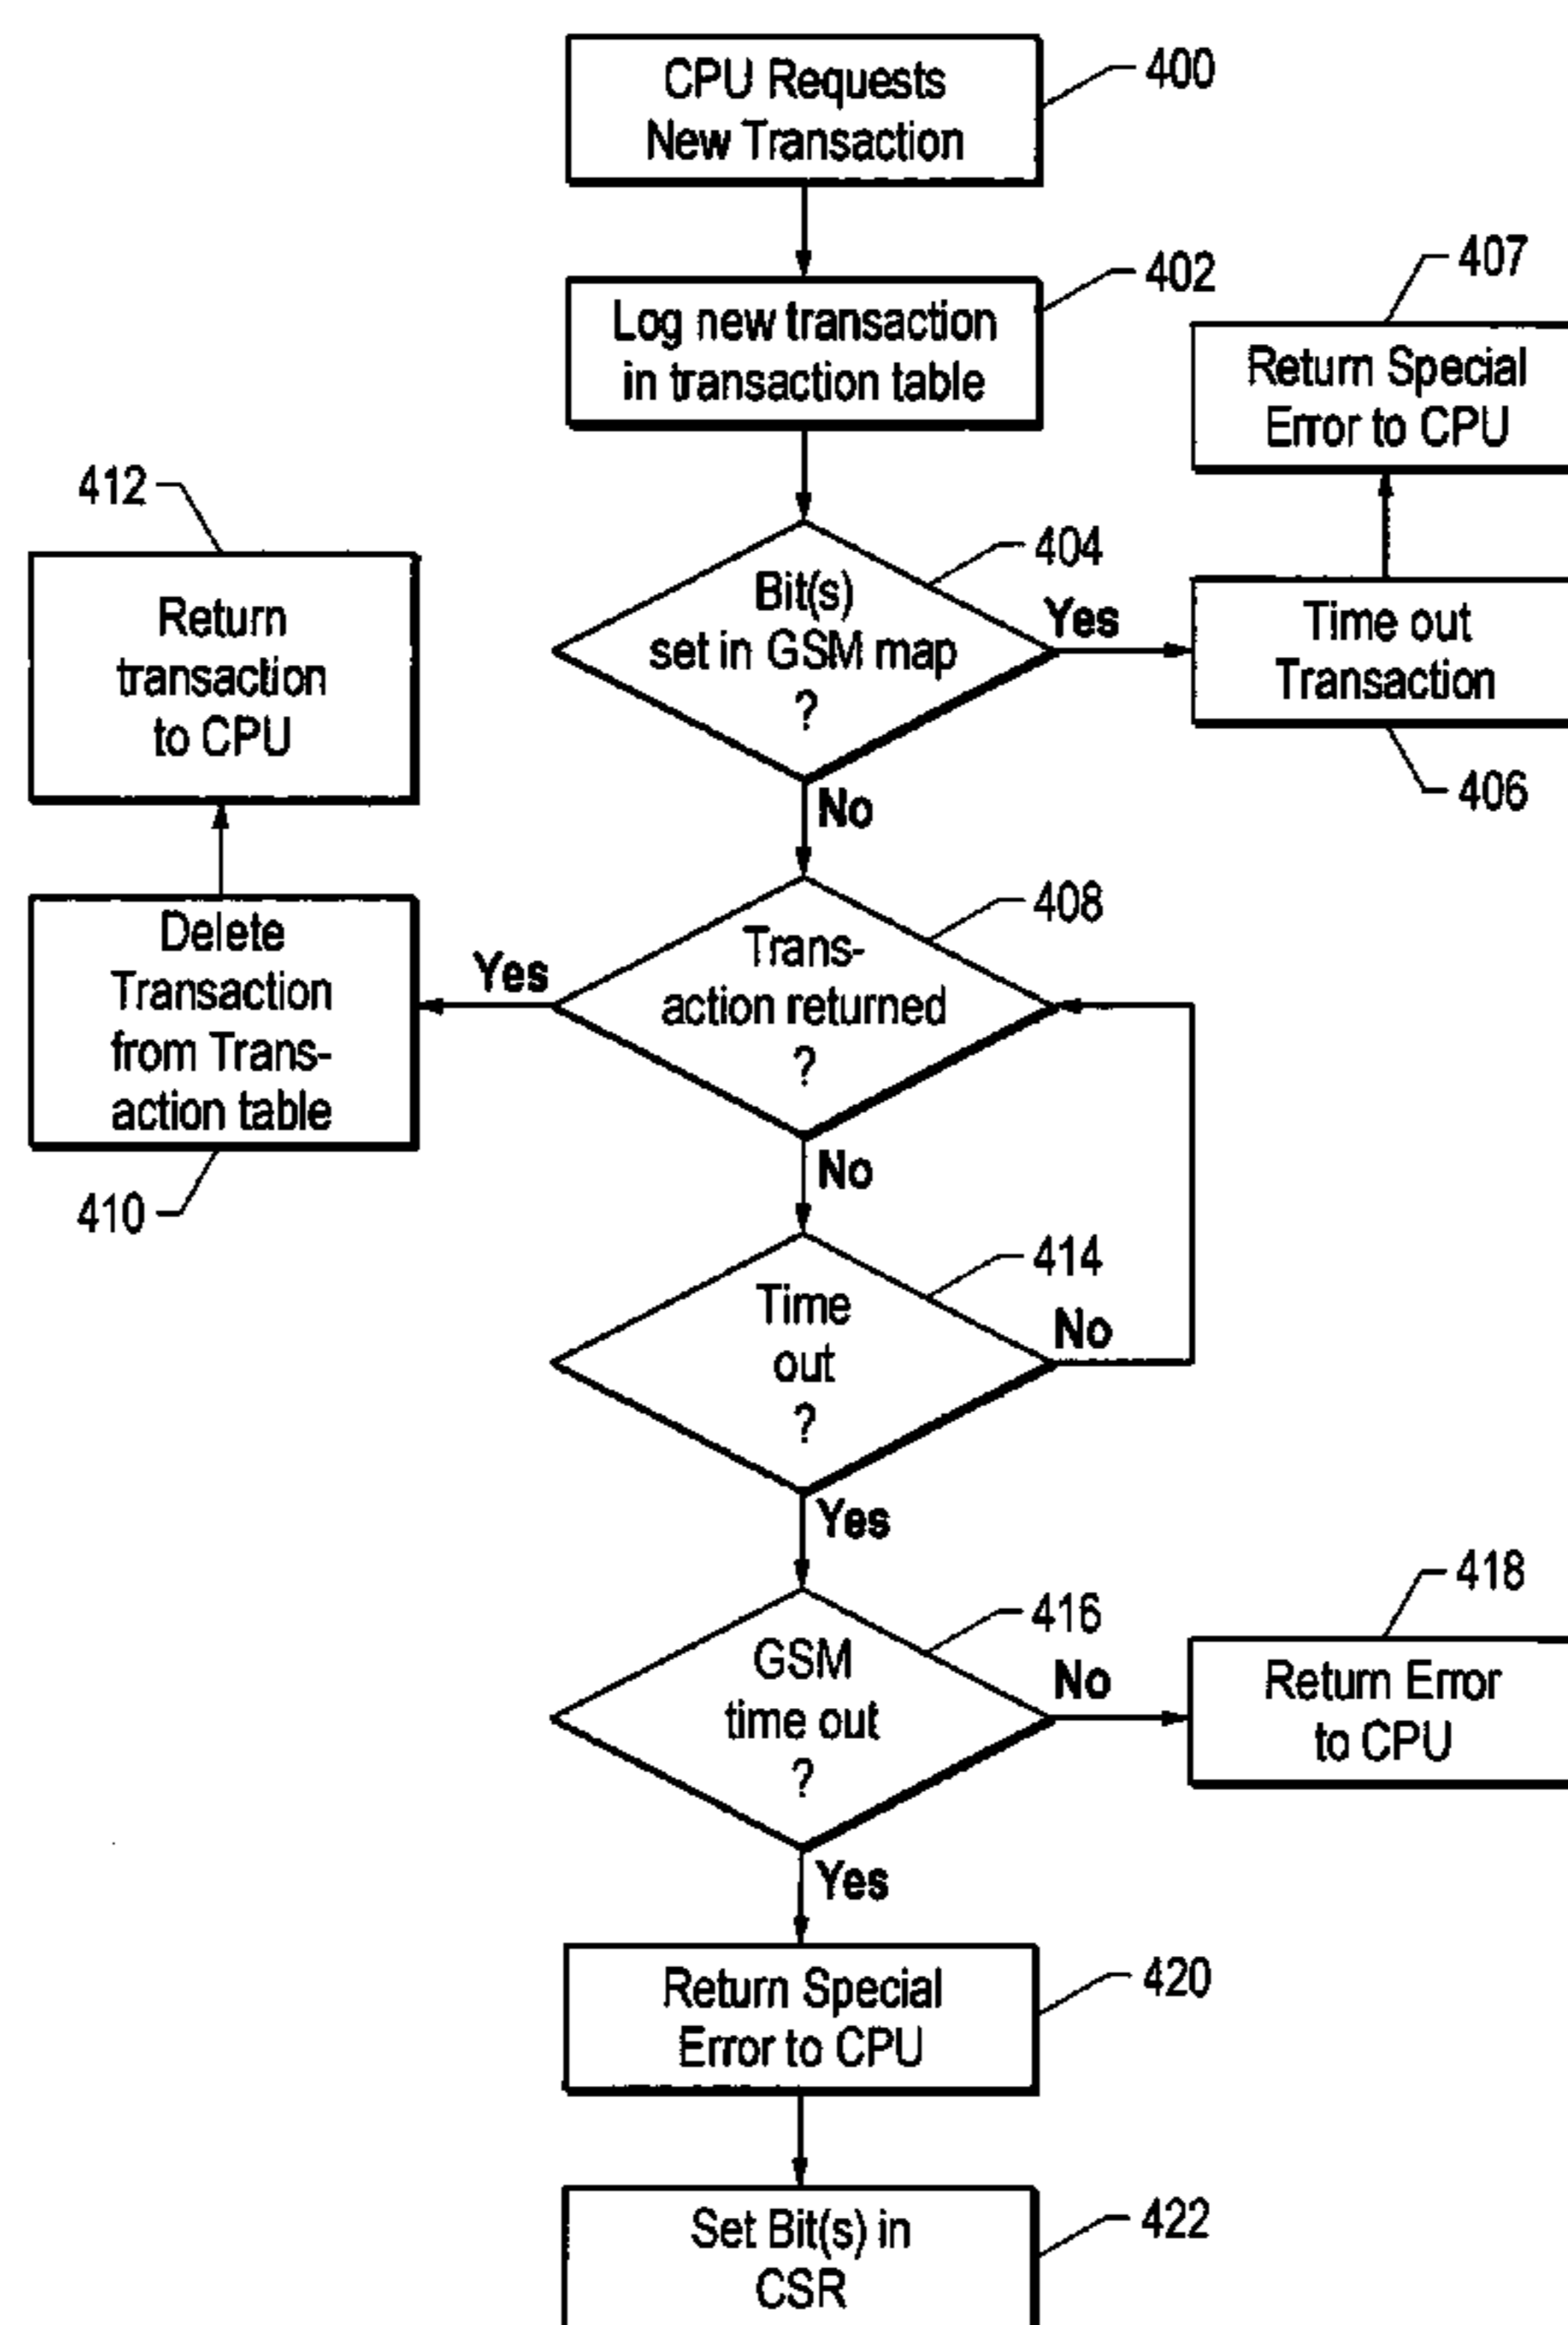 CPU Requests
New Transaction
400
Log new transaction
in transaction table
402
407
Return Special
Error to CPU
412
Return
transaction
to CPU
404
Bit(s)
set in GSM map
?
Yes
Time out
Transaction
406
No
408
Trans-
action returned
?
Yes
Delete
Transaction
from Trans-
action table
410
No
414
Time
out
?
No
Yes
416
GSM
time out
?
No
418
Return Error
to CPU
Yes
Return Special
Error to CPU
420
Set Bit(s) in
CSR
422